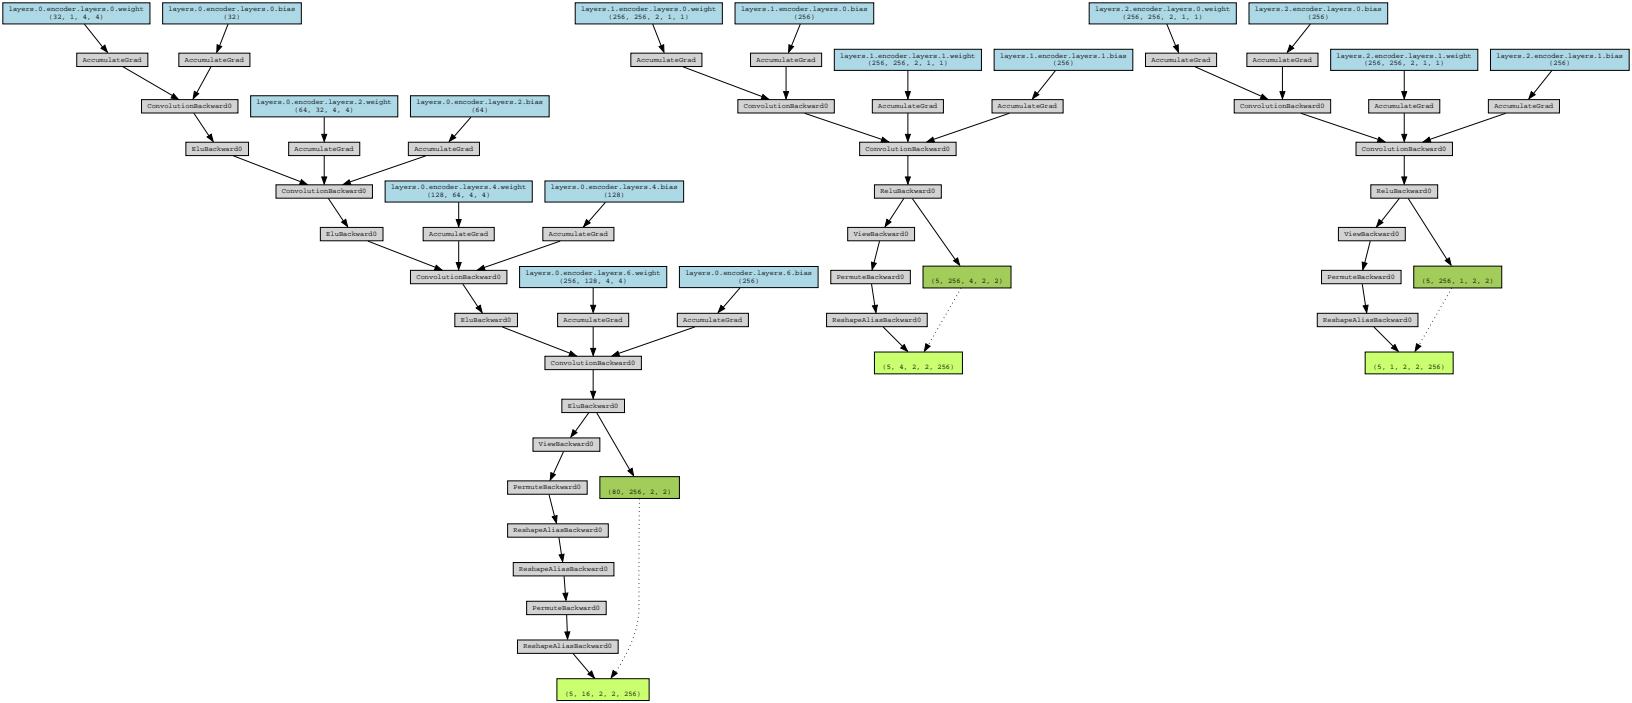 layers.0.encoder.layers.0.weight
(32, 1, 4, 4)
layers.0.encoder.layers.0.bias
(32)
AccumulateGrad
AccumulateGrad
ConvolutionBackward0
layers.0.encoder.layers.2.weight
(64, 32, 4, 4)
layers.0.encoder.layers.2.bias
(64)
EluBackward0
AccumulateGrad
AccumulateGrad
ConvolutionBackward0
layers.0.encoder.layers.4.weight
(128, 64, 4, 4)
layers.0.encoder.layers.4.bias
(128)
EluBackward0
AccumulateGrad
AccumulateGrad
ConvolutionBackward0
layers.0.encoder.layers.6.weight
(256, 128, 4, 4)
layers.0.encoder.layers.6.bias
(256)
EluBackward0
AccumulateGrad
AccumulateGrad
ConvolutionBackward0
EluBackward0
ViewBackward0
PermuteBackward0
(80, 256, 2, 2)
ReshapeAliasBackward0
ReshapeAliasBackward0
PermuteBackward0
ReshapeAliasBackward0
(5, 16, 2, 2, 256)
layers.1.encoder.layers.0.weight
(256, 256, 2, 1, 1)
layers.1.encoder.layers.0.bias
(256)
AccumulateGrad
AccumulateGrad
layers.1.encoder.layers.1.weight
(256, 256, 2, 1, 1)
layers.1.encoder.layers.1.bias
(256)
ConvolutionBackward0
AccumulateGrad
AccumulateGrad
ConvolutionBackward0
ReluBackward0
ViewBackward0
PermuteBackward0
(5, 256, 4, 2, 2)
ReshapeAliasBackward0
(5, 4, 2, 2, 256)
layers.2.encoder.layers.0.weight
(256, 256, 2, 1, 1)
layers.2.encoder.layers.0.bias
(256)
AccumulateGrad
AccumulateGrad
layers.2.encoder.layers.1.weight
(256, 256, 2, 1, 1)
layers.2.encoder.layers.1.bias
(256)
ConvolutionBackward0
AccumulateGrad
AccumulateGrad
ConvolutionBackward0
ReluBackward0
ViewBackward0
PermuteBackward0
(5, 256, 1, 2, 2)
ReshapeAliasBackward0
(5, 1, 2, 2, 256)